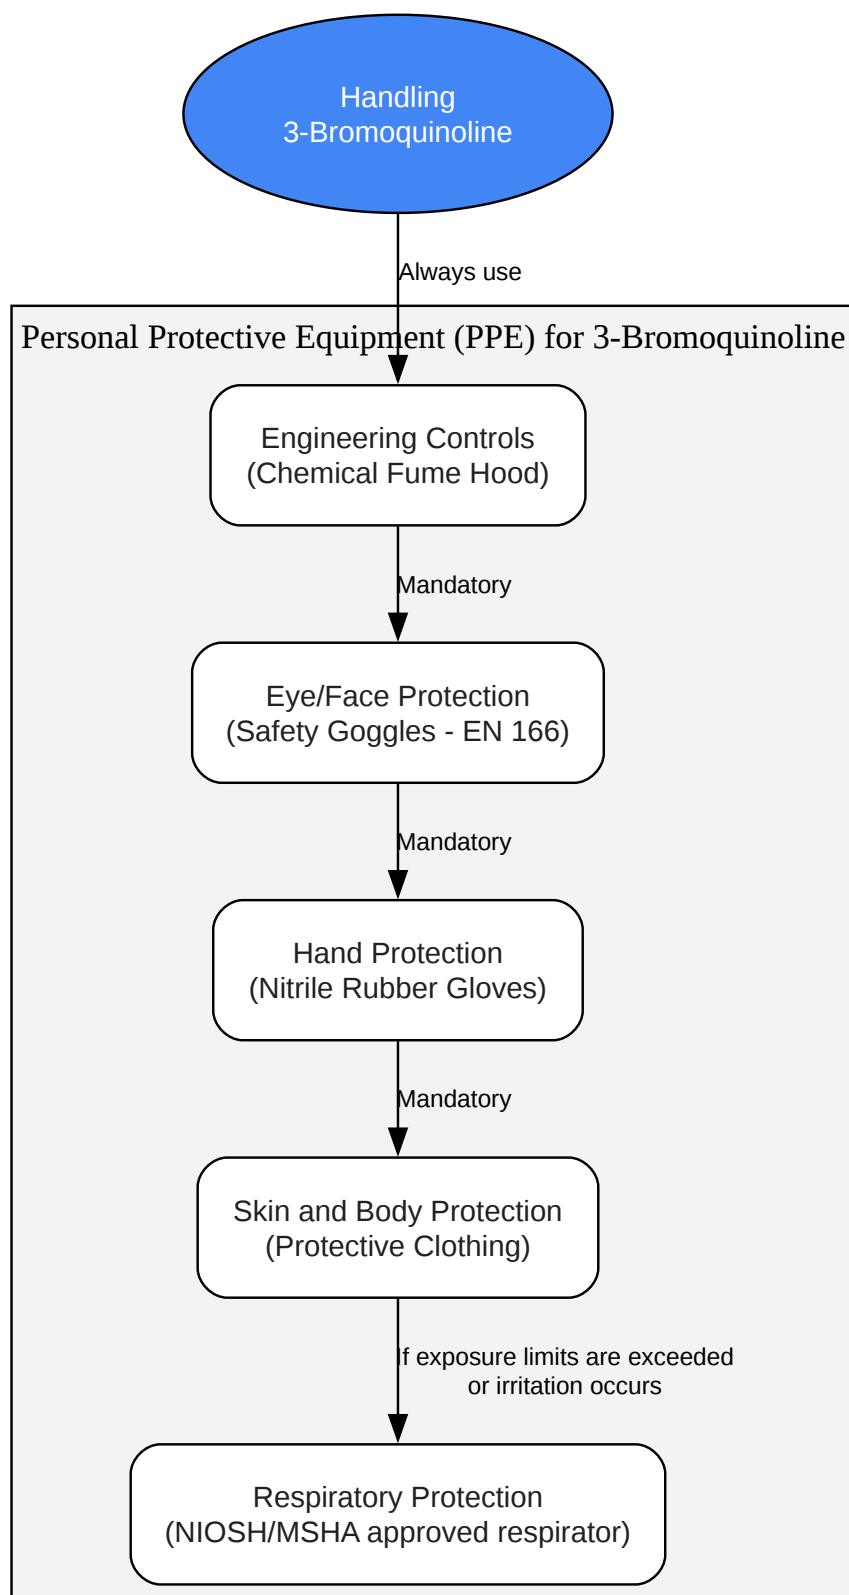 Handling
3-Bromoquinoline
Always use
Personal Protective Equipment (PPE) for 3-Bromoquinoline
Engineering Controls
(Chemical Fume Hood)
Mandatory
Eye/Face Protection
(Safety Goggles - EN 166)
Mandatory
Hand Protection
(Nitrile Rubber Gloves)
Mandatory
Skin and Body Protection
(Protective Clothing)
If exposure limits are exceeded
or irritation occurs
Respiratory Protection
(NIOSH/MSHA approved respirator)